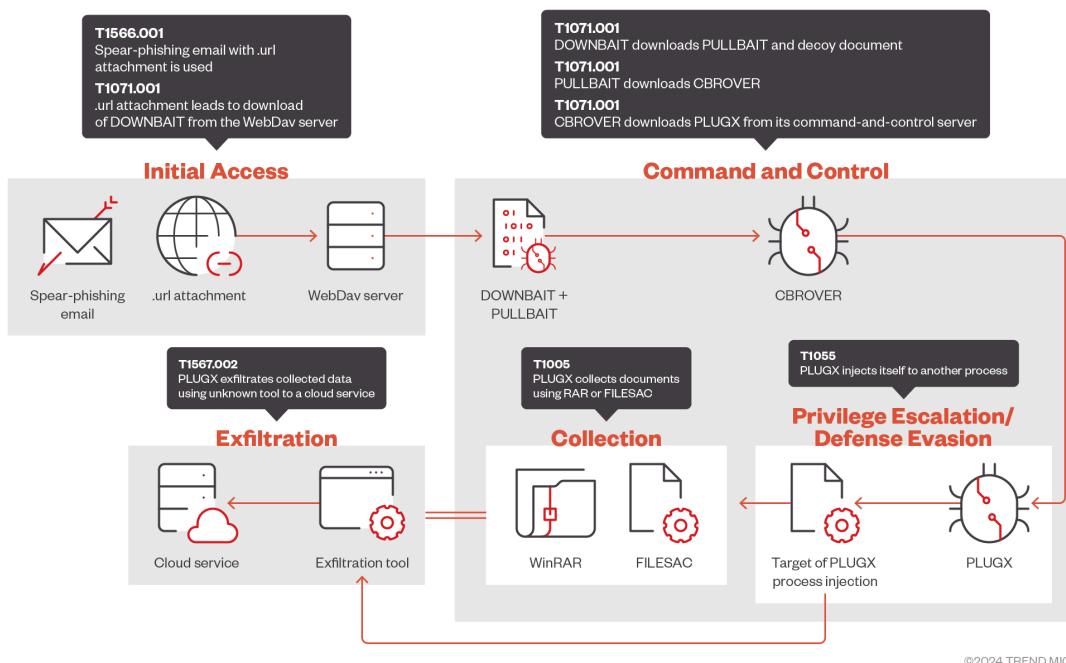 T1566.001
Spear-phishing email with .url
attachment is used
T1071.001
.url attachment leads to download
of DOWNBAIT from the WebDav server
T1071.001
DOWNBAIT downloads PULLBAIT and decoy document
T1071.001
PULLBAIT downloads CBROVER
T1071.001
CBROVER downloads PLUGX from its command-and-control server
Initial Access
Command and Control
Spear-phishing
email
.url attachment
WebDav server
DOWNBAIT +
PULLBAIT
CBROVER
T1567.002
PLUGX exfiltrates collected data
using unknown tool to a cloud service
T1005
PLUGX collects documents
using RAR or FILESAC
T1055
PLUGX injects itself to another process
Exfiltration
Collection
Privilege Escalation/
Defense Evasion
Cloud service
Exfiltration tool
WinRAR
FILESAC
Target of PLUGX
process injection
PLUGX
©2024 TREND